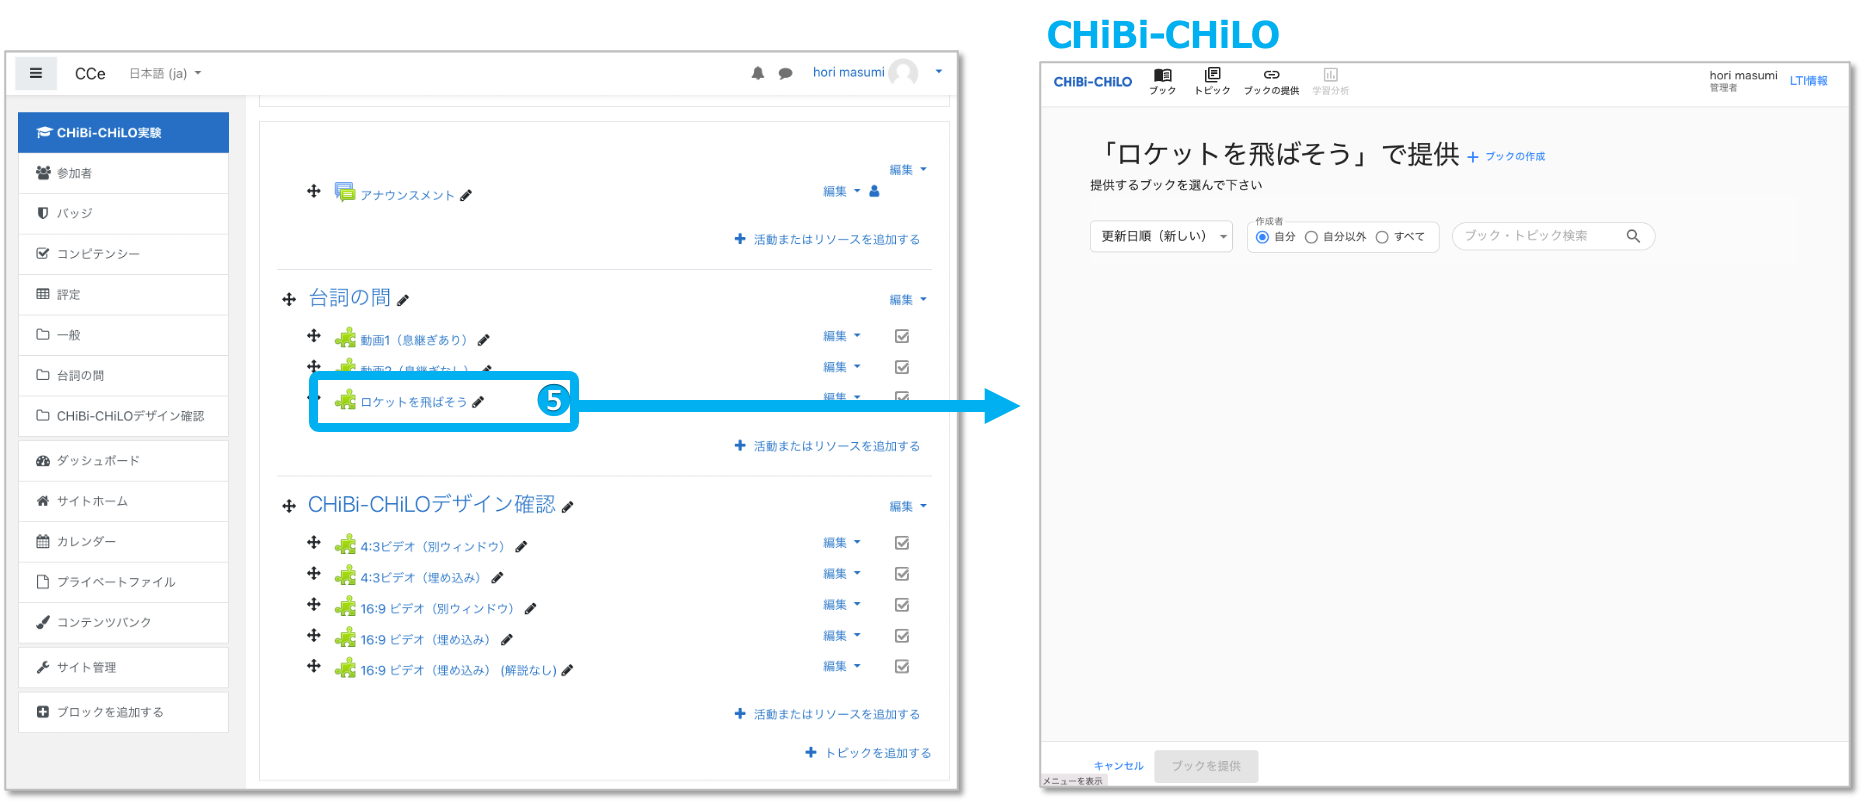 CHiBi-CHiLO
CCe 日本語 (ja) hori masumi
CHiBi-CHiLO実験
参加者
バッジ
コンピテンシー
評定
一般
台詞の間
CHiBi-CHiLOデザイン確認
ダッシュボード
サイトホーム
カレンダー
プライベートファイル
コンテンツバンク
サイト管理
ブロックを追加する
編集
アナウンスメント 編集
活動またはリソースを追加する
台詞の間 編集
動画1（息継ぎあり） 編集
動画2（息継ぎなし） 編集
ロケットを飛ばそう 5 編集
活動またはリソースを追加する
CHiBi-CHiLOデザイン確認 編集
4:3ビデオ（別ウィンドウ） 編集
4:3ビデオ（埋め込み） 編集
16:9 ビデオ（別ウィンドウ） 編集
16:9 ビデオ（埋め込み） 編集
16:9 ビデオ（埋め込み） (解説なし) 編集
活動またはリソースを追加する
トピックを追加する
CHiBi-CHiLO ブック トピック ブックの提供 学習分析 hori masumi 管理者 LTI情報
「ロケットを飛ばそう」で提供 ブックの作成
提供するブックを選んで下さい
更新日順（新しい） 作成者 自分 自分以外 すべて ブック・トピック検索
キャンセル ブックを提供
メニューを表示